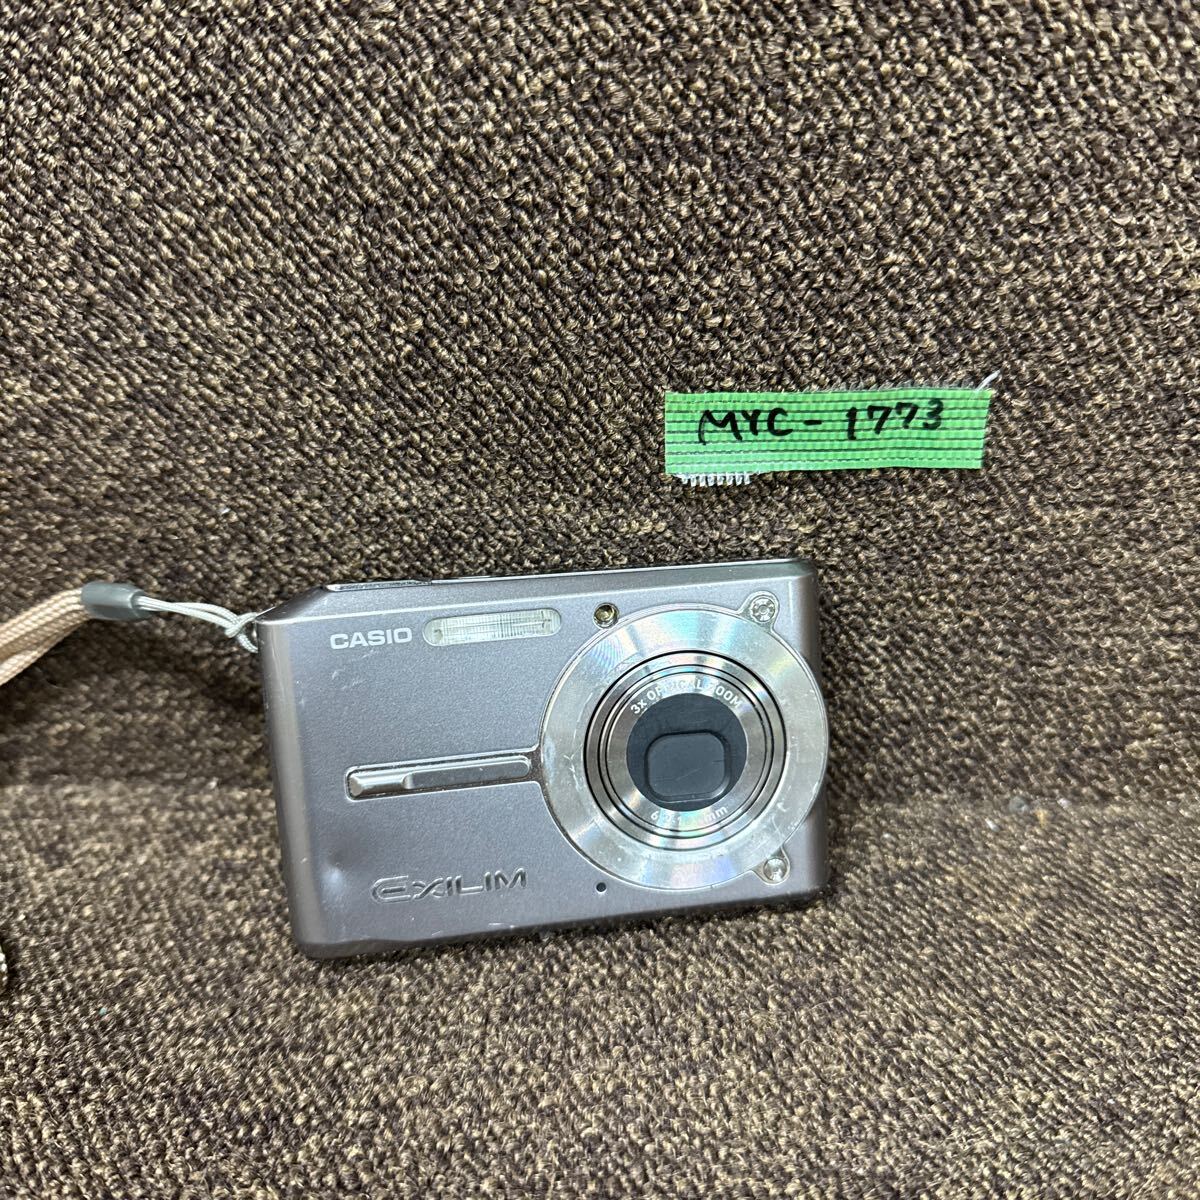 MYC-1773
CASIO
3x OPTICAL ZOOM
EXILIM